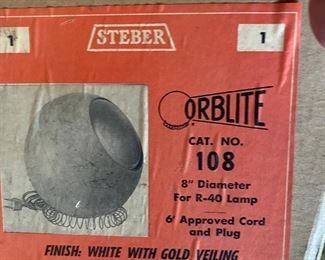 1
STEBER
1
ORBLITE
CAT. NO.
108
8" Diameter
For R-40 Lamp
6' Approved Cord
and Plug
FINISH: WHITE WITH GOLD VEILING